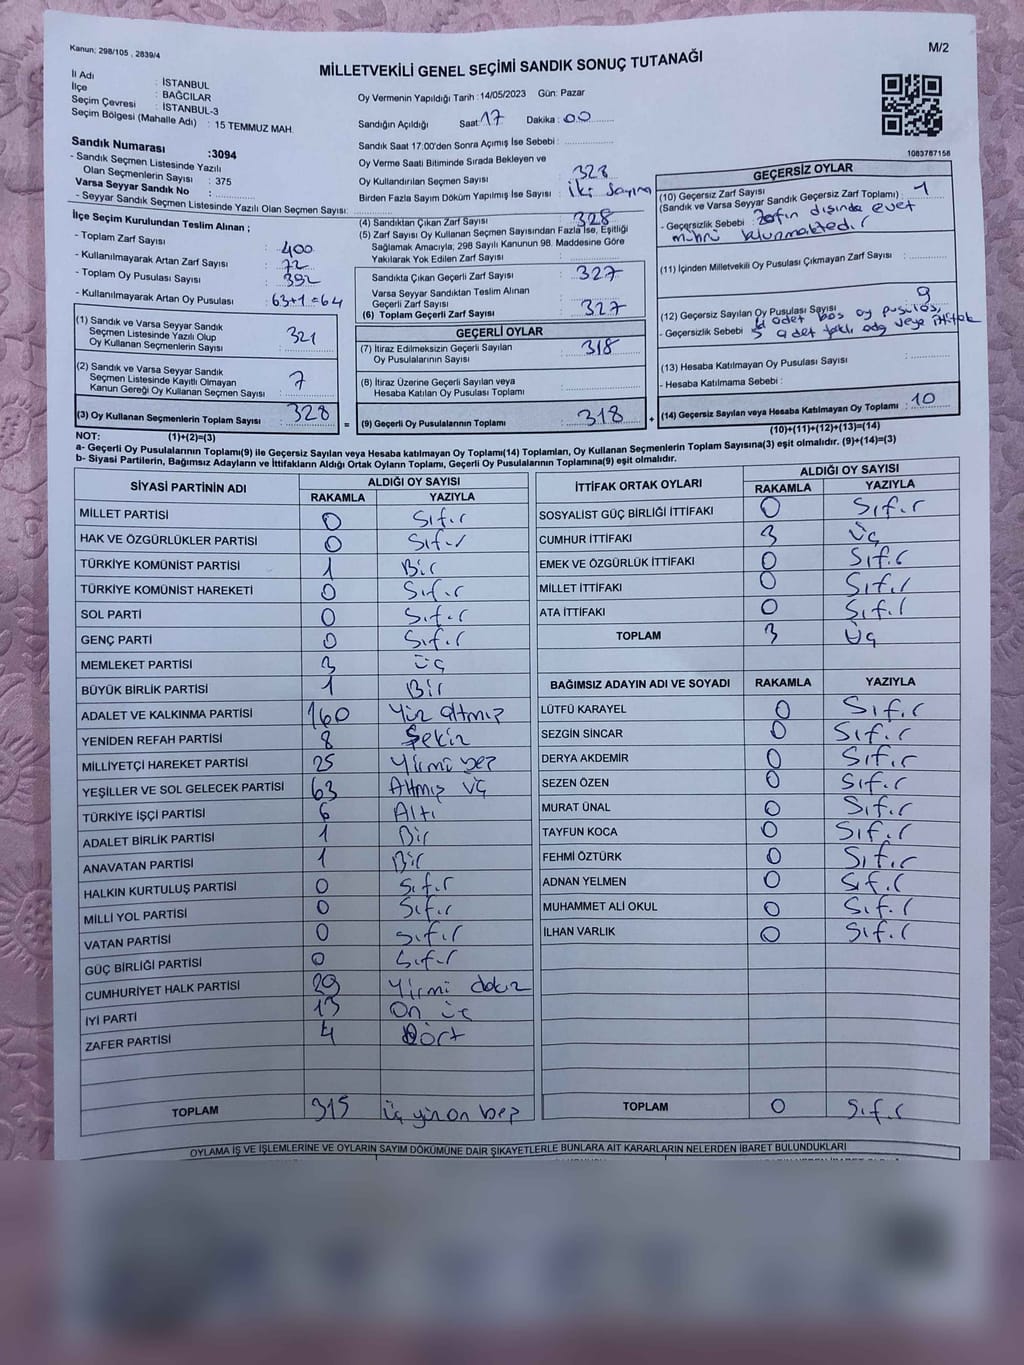 Kanun; 298/105 , 2839/4
M/2
MİLLETVEKİLİ GENEL SEÇİMİ SANDIK SONUÇ TUTANAĞI
İl Adı : İSTANBUL
İlçe : BAĞCILAR
Seçim Çevresi : İSTANBUL-3
Seçim Bölgesi (Mahalle Adı) : 15 TEMMUZ MAH.
Oy Vermenin Yapıldığı Tarih : 14/05/2023 Gün: Pazar
Sandığın Açıldığı Saat 17 Dakika : 00
Sandık Saat 17:00'den Sonra Açımış İse Sebebi :
Oy Verme Saati Bitiminde Sırada Bekleyen ve
Oy Kullandırılan Seçmen Sayısı : 328
Birden Fazla Sayım Döküm Yapılmış İse Sayısı : İki Sayım
1083787158
Sandık Numarası :3094
- Sandık Seçmen Listesinde Yazılı
Olan Seçmenlerin Sayısı : 375
Varsa Seyyar Sandık No :
- Seyyar Sandık Seçmen Listesinde Yazılı Olan Seçmen Sayısı:
İlçe Seçim Kurulundan Teslim Alınan ;
- Toplam Zarf Sayısı : 400
- Kullanılmayarak Artan Zarf Sayısı : 72
- Toplam Oy Pusulası Sayısı : 392
- Kullanılmayarak Artan Oy Pusulası : 63+1=64
(1) Sandık ve Varsa Seyyar Sandık
Seçmen Listesinde Yazılı Olup
Oy Kullanan Seçmenlerin Sayısı : 321
(2) Sandık ve Varsa Seyyar Sandık
Seçmen Listesinde Kayıtlı Olmayan
Kanun Gereği Oy Kullanan Seçmen Sayısı : 7
(3) Oy Kullanan Seçmenlerin Toplam Sayısı : 328
(4) Sandıktan Çıkan Zarf Sayısı : 328
(5) Zarf Sayısı Oy Kullanan Seçmen Sayısından Fazla İse, Eşitliği
Sağlamak Amacıyla; 298 Sayılı Kanunun 98. Maddesine Göre
Yakılarak Yok Edilen Zarf Sayısı :
Sandıkta Çıkan Geçerli Zarf Sayısı : 327
Varsa Seyyar Sandıktan Teslim Alınan
Geçerli Zarf Sayısı :
(6) Toplam Geçerli Zarf Sayısı : 327
GEÇERLİ OYLAR
(7) İtiraz Edilmeksizin Geçerli Sayılan
Oy Pusulalarının Sayısı : 318
(8) İtiraz Üzerine Geçerli Sayılan veya
Hesaba Katılan Oy Pusulası Toplamı :
= (9) Geçerli Oy Pusulalarının Toplamı : 318 +
GEÇERSİZ OYLAR
(10) Geçersiz Zarf Sayısı
(Sandık ve Varsa Seyyar Sandık Geçersiz Zarf Toplamı) : 1
- Geçersizlik Sebebi : Zarfın dışında evet
mührü bulunmaktadır
(11) İçinden Milletvekili Oy Pusulası Çıkmayan Zarf Sayısı :
(12) Geçersiz Sayılan Oy Pusulası Sayısı : 9
- Geçersizlik Sebebi : 4 adet boş oy pusulası,
5 adet farklı oda veya ittifak
(13) Hesaba Katılmayan Oy Pusulası Sayısı :
- Hesaba Katılmama Sebebi :
(14) Geçersiz Sayılan veya Hesaba Katılmayan Oy Toplamı : 10
(10)+(11)+(12)+(13)=(14)
NOT: (1)+(2)=(3)
a- Geçerli Oy Pusulalarının Toplamı(9) ile Geçersiz Sayılan veya Hesaba katılmayan Oy Toplamı(14) Toplamları, Oy Kullanan Seçmenlerin Toplam Sayısına(3) eşit olmalıdır. (9)+(14)=(3)
b- Siyasi Partilerin, Bağımsız Adayların ve İttifakların Aldığı Ortak Oyların Toplamı, Geçerli Oy Pusulalarının Toplamına(9) eşit olmalıdır.
SİYASİ PARTİNİN ADI ALDIĞI OY SAYISI
RAKAMLA YAZIYLA
MİLLET PARTİSİ 0 Sıfır
HAK VE ÖZGÜRLÜKLER PARTİSİ 0 Sıfır
TÜRKİYE KOMÜNİST PARTİSİ 1 Bir
TÜRKİYE KOMÜNİST HAREKETİ 0 Sıfır
SOL PARTİ 0 Sıfır
GENÇ PARTİ 0 Sıfır
MEMLEKET PARTİSİ 3 üç
BÜYÜK BİRLİK PARTİSİ 1 Bir
ADALET VE KALKINMA PARTİSİ 160 Yüz altmış
YENİDEN REFAH PARTİSİ 8 Sekiz
MİLLİYETÇİ HAREKET PARTİSİ 25 Yirmi beş
YEŞİLLER VE SOL GELECEK PARTİSİ 63 Altmış üç
TÜRKİYE İŞÇİ PARTİSİ 6 Altı
ADALET BİRLİK PARTİSİ 1 Bir
ANAVATAN PARTİSİ 1 Bir
HALKIN KURTULUŞ PARTİSİ 0 Sıfır
MİLLİ YOL PARTİSİ 0 Sıfır
VATAN PARTİSİ 0 Sıfır
GÜÇ BİRLİĞİ PARTİSİ 0 Sıfır
CUMHURİYET HALK PARTİSİ 29 Yirmi dokuz
İYİ PARTİ 13 On üç
ZAFER PARTİSİ 4 Dört
TOPLAM 315 üç yüz on beş
İTTİFAK ORTAK OYLARI ALDIĞI OY SAYISI
RAKAMLA YAZIYLA
SOSYALİST GÜÇ BİRLİĞİ İTTİFAKI 0 Sıfır
CUMHUR İTTİFAKI 3 üç
EMEK VE ÖZGÜRLÜK İTTİFAKI 0 Sıfır
MİLLET İTTİFAKI 0 Sıfır
ATA İTTİFAKI 0 Sıfır
TOPLAM 3 üç
BAĞIMSIZ ADAYIN ADI VE SOYADI RAKAMLA YAZIYLA
LÜTFÜ KARAYEL 0 Sıfır
SEZGİN SİNCAR 0 Sıfır
DERYA AKDEMİR 0 Sıfır
SEZEN ÖZEN 0 Sıfır
MURAT ÜNAL 0 Sıfır
TAYFUN KOCA 0 Sıfır
FEHMİ ÖZTÜRK 0 Sıfır
ADNAN YELMEN 0 Sıfır
MUHAMMET ALİ OKUL 0 Sıfır
İLHAN VARLIK 0 Sıfır
TOPLAM 0 Sıfır
OYLAMA İŞ VE İŞLEMLERİNE VE OYLARIN SAYIM DÖKÜMÜNE DAİR ŞİKAYETLERLE BUNLARA AİT KARARLARIN NELERDEN İBARET BULUNDUKLARI